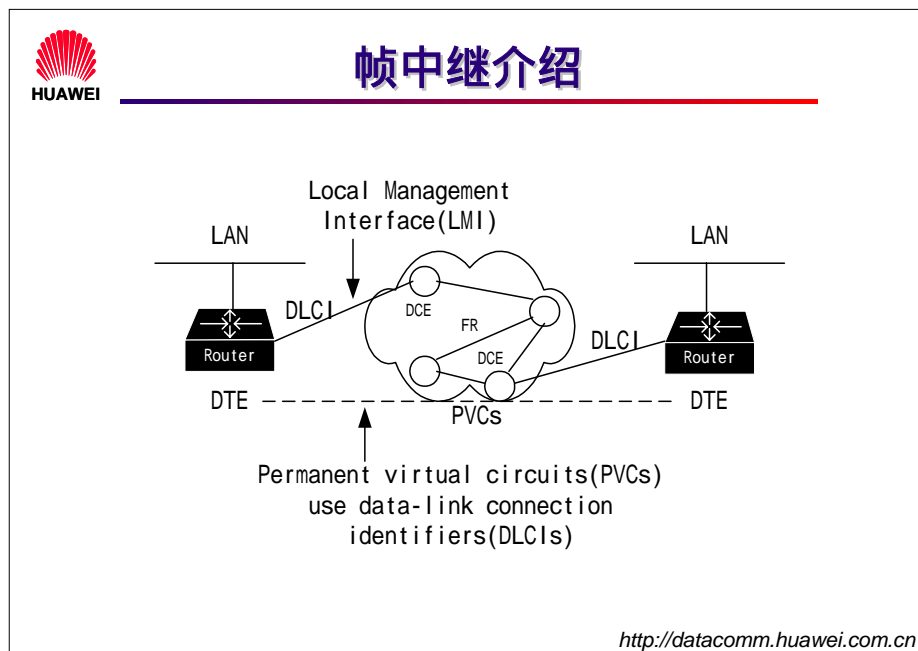 帧中继介绍
HUAWEI
Local Management
Interface(LMI)
LAN
LAN
DLCI
DCE
FR
DCE
DLCI
Router
Router
DTE
PVCs
DTE
Permanent virtual circuits(PVCs)
use data-link connection
identifiers(DLCIs)
http://datacomm.huawei.com.cn